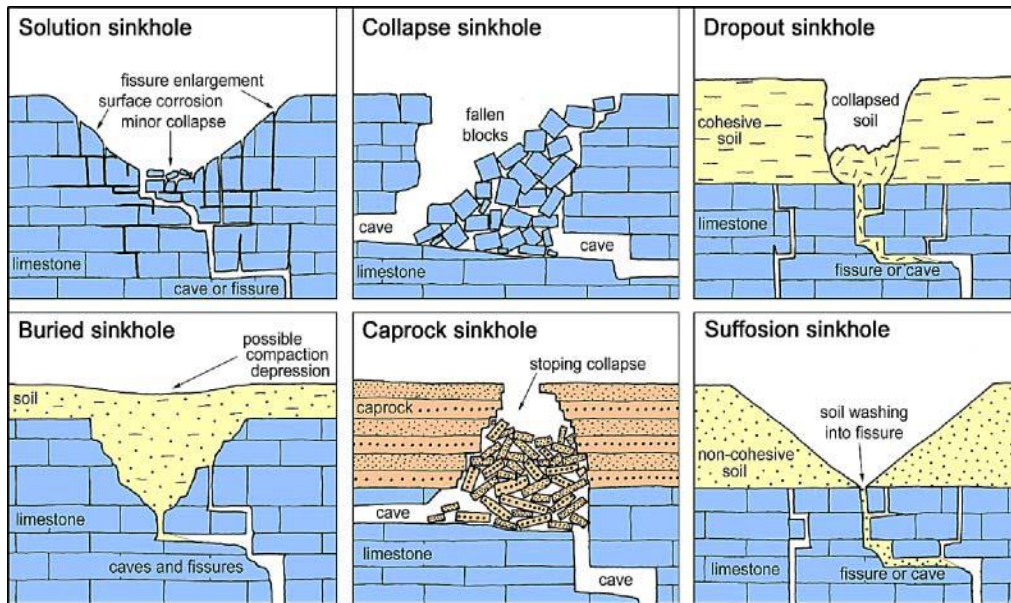 Solution sinkhole
fissure enlargement
surface corrosion
minor collapse
limestone
cave or fissure
Collapse sinkhole
fallen
blocks
cave
cave
limestone
Dropout sinkhole
collapsed
soil
cohesive
soil
limestone
fissure or cave
Buried sinkhole
possible
compaction
depression
soil
limestone
caves and fissures
Caprock sinkhole
stoping collapse
caprock
cave
limestone
cave
Suffosion sinkhole
soil washing
into fissure
non-cohesive
soil
limestone
fissure or cave